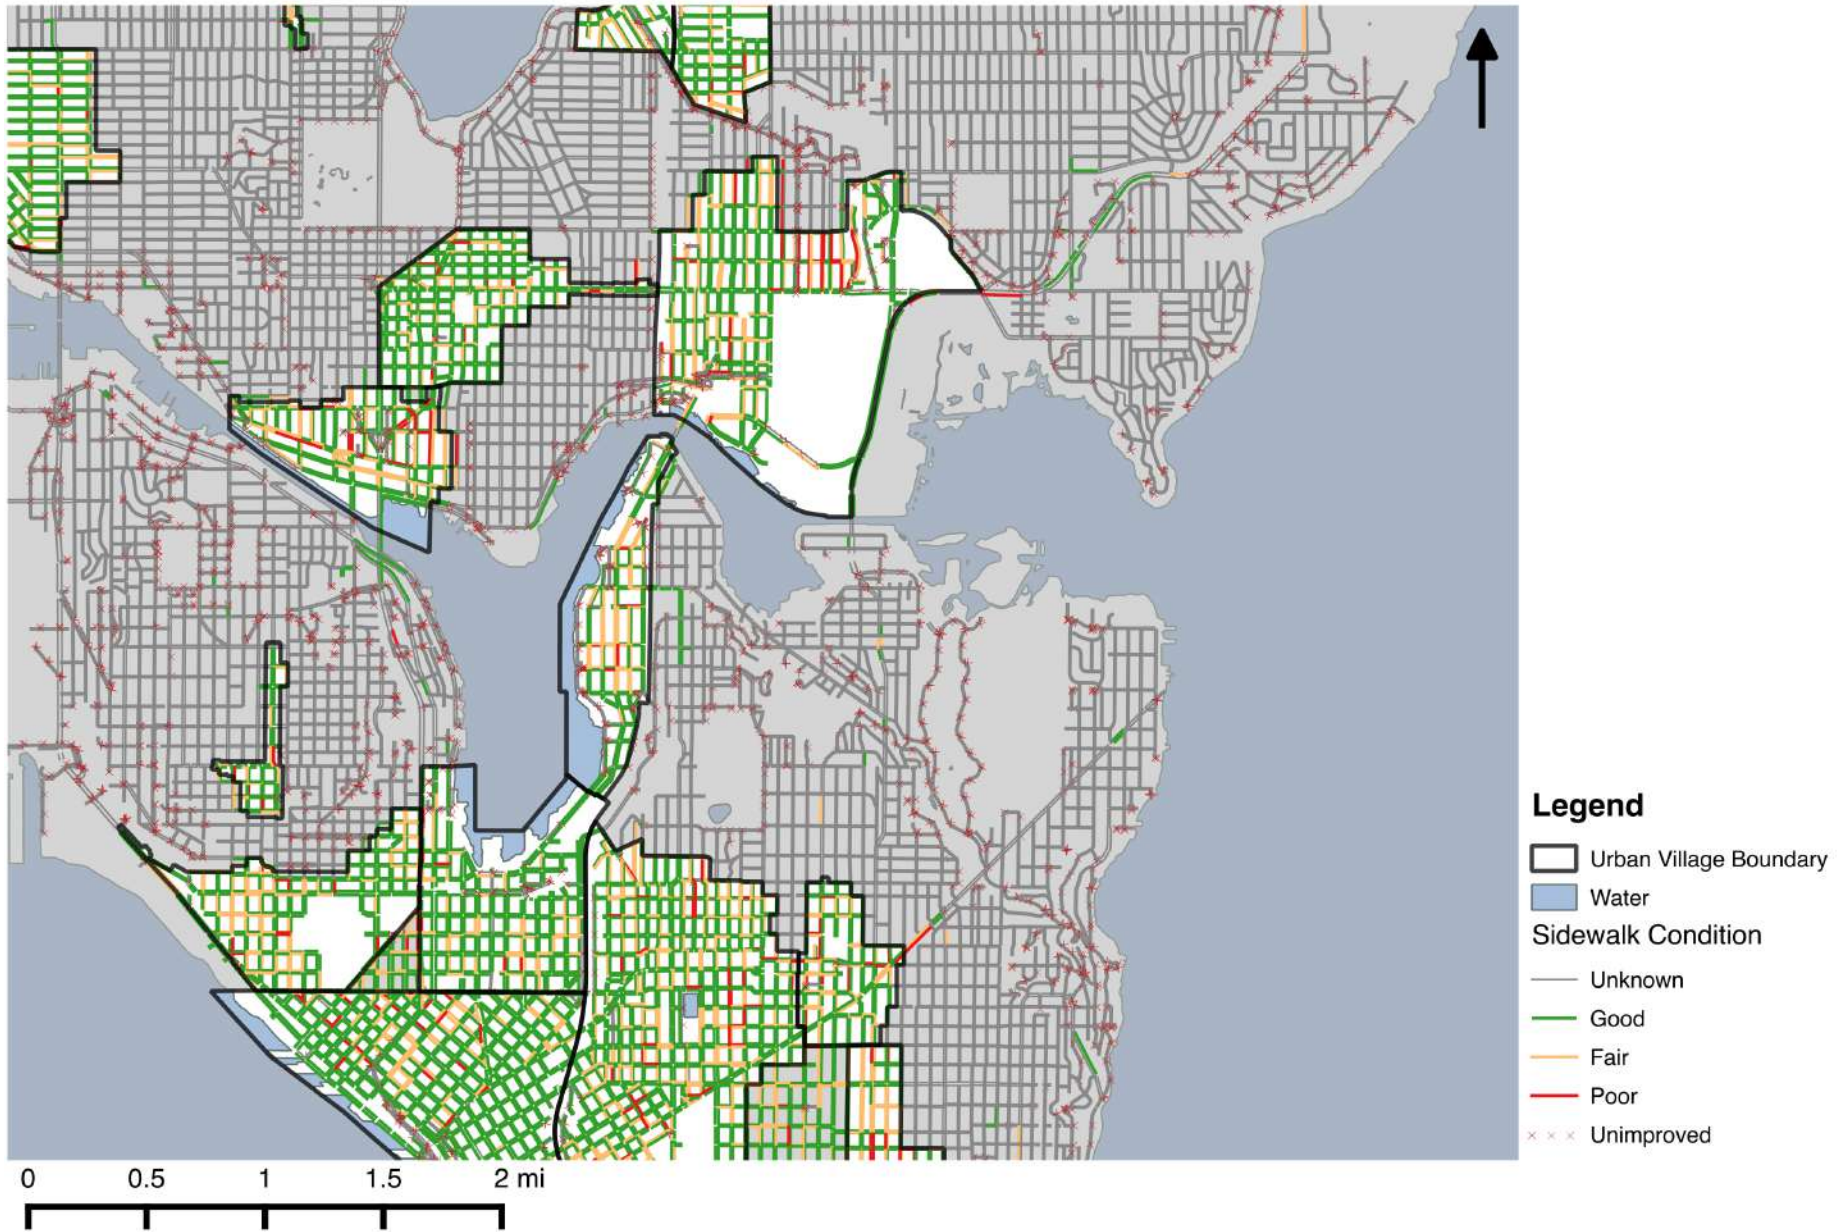 Legend
Urban Village Boundary
Water
Sidewalk Condition
Unknown
Good
Fair
Poor
Unimproved
0 0.5 1 1.5 2 mi